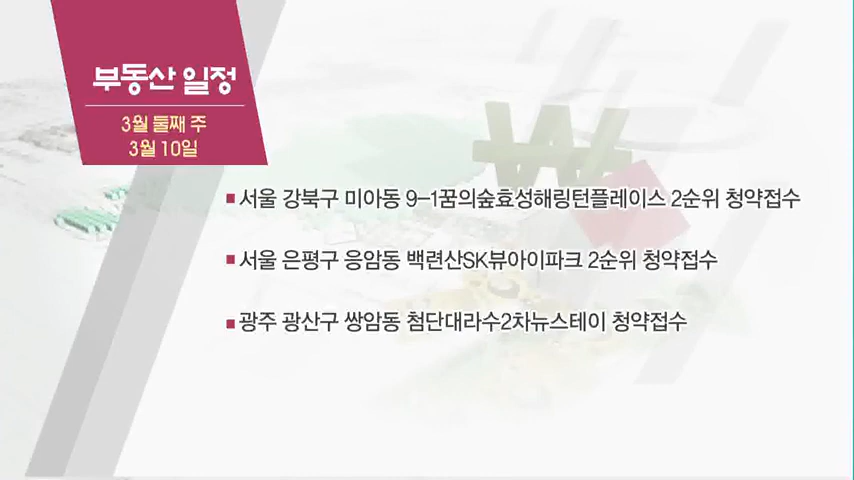 부동산 일정
3월 둘째 주
3월 10일
서울 강북구 미아동 9-1꿈의숲효성해링턴플레이스 2순위 청약접수
서울 은평구 응암동 백련산SK뷰아이파크 2순위 청약접수
광주 광산구 쌍암동 첨단대라수2차뉴스테이 청약접수